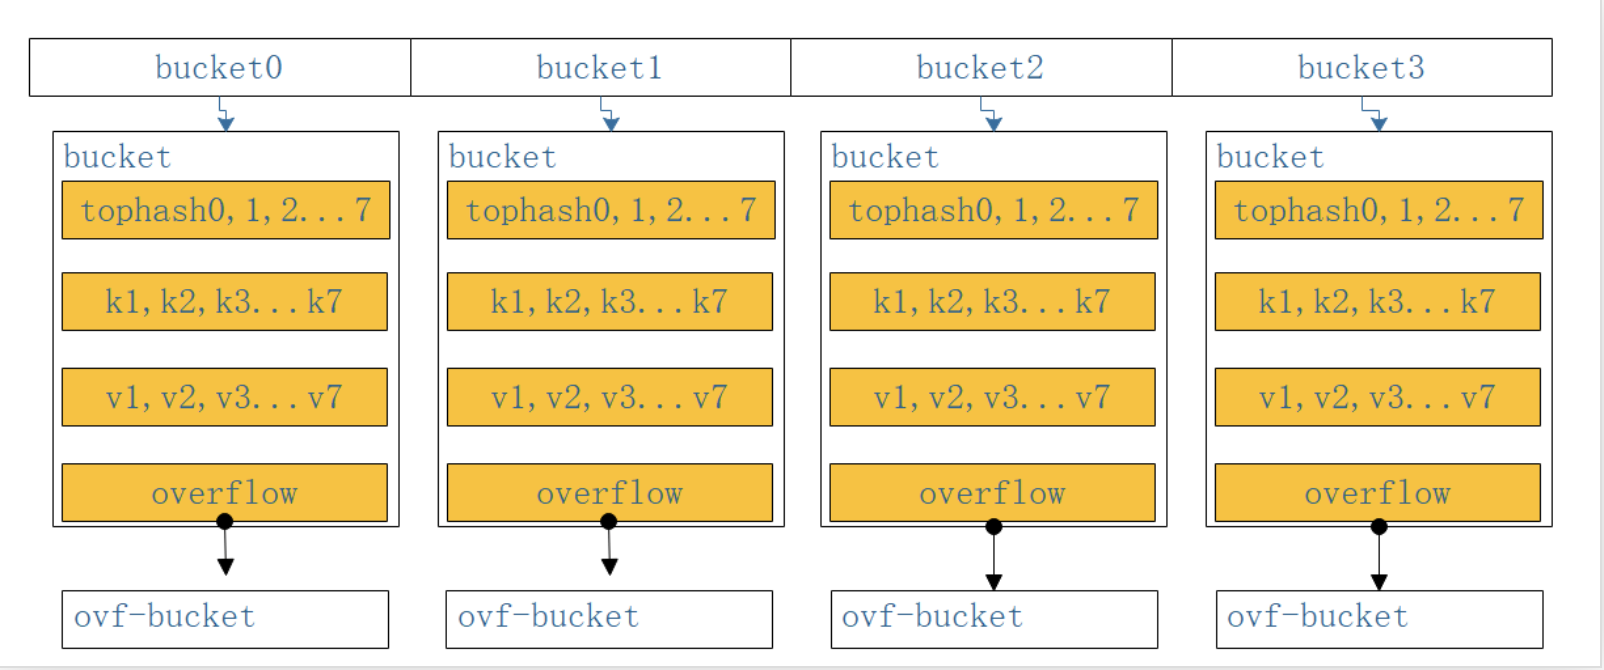 bucket0 bucket1 bucket2 bucket3
bucket bucket bucket bucket
tophash0,1,2...7 tophash0,1,2...7 tophash0,1,2...7 tophash0,1,2...7
k1,k2,k3...k7 k1,k2,k3...k7 k1,k2,k3...k7 k1,k2,k3...k7
v1,v2,v3...v7 v1,v2,v3...v7 v1,v2,v3...v7 v1,v2,v3...v7
overflow overflow overflow overflow
ovf-bucket ovf-bucket ovf-bucket ovf-bucket